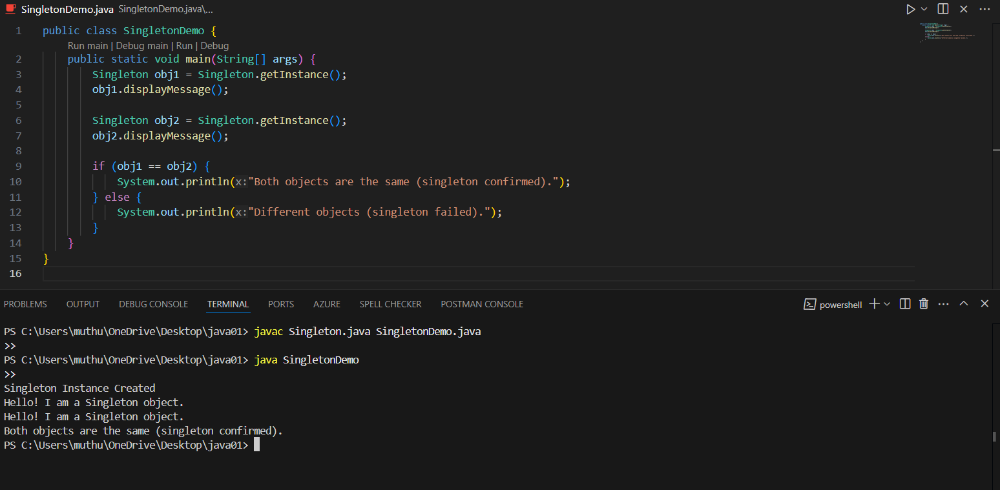 SingletonDemo.java SingletonDemo.java\...
1 public class SingletonDemo {
Run main | Debug main | Run | Debug
2 public static void main(String[] args) {
3 Singleton obj1 = Singleton.getInstance();
4 obj1.displayMessage();
5
6 Singleton obj2 = Singleton.getInstance();
7 obj2.displayMessage();
8
9 if (obj1 == obj2) {
10 System.out.println(x:"Both objects are the same (singleton confirmed).");
11 } else {
12 System.out.println(x:"Different objects (singleton failed).");
13 }
14 }
15 }
16
PROBLEMS OUTPUT DEBUG CONSOLE TERMINAL PORTS AZURE SPELL CHECKER POSTMAN CONSOLE powershell
PS C:\Users\muthu\OneDrive\Desktop\java01> javac Singleton.java SingletonDemo.java
>>
PS C:\Users\muthu\OneDrive\Desktop\java01> java SingletonDemo
>>
Singleton Instance Created
Hello! I am a Singleton object.
Hello! I am a Singleton object.
Both objects are the same (singleton confirmed).
PS C:\Users\muthu\OneDrive\Desktop\java01>